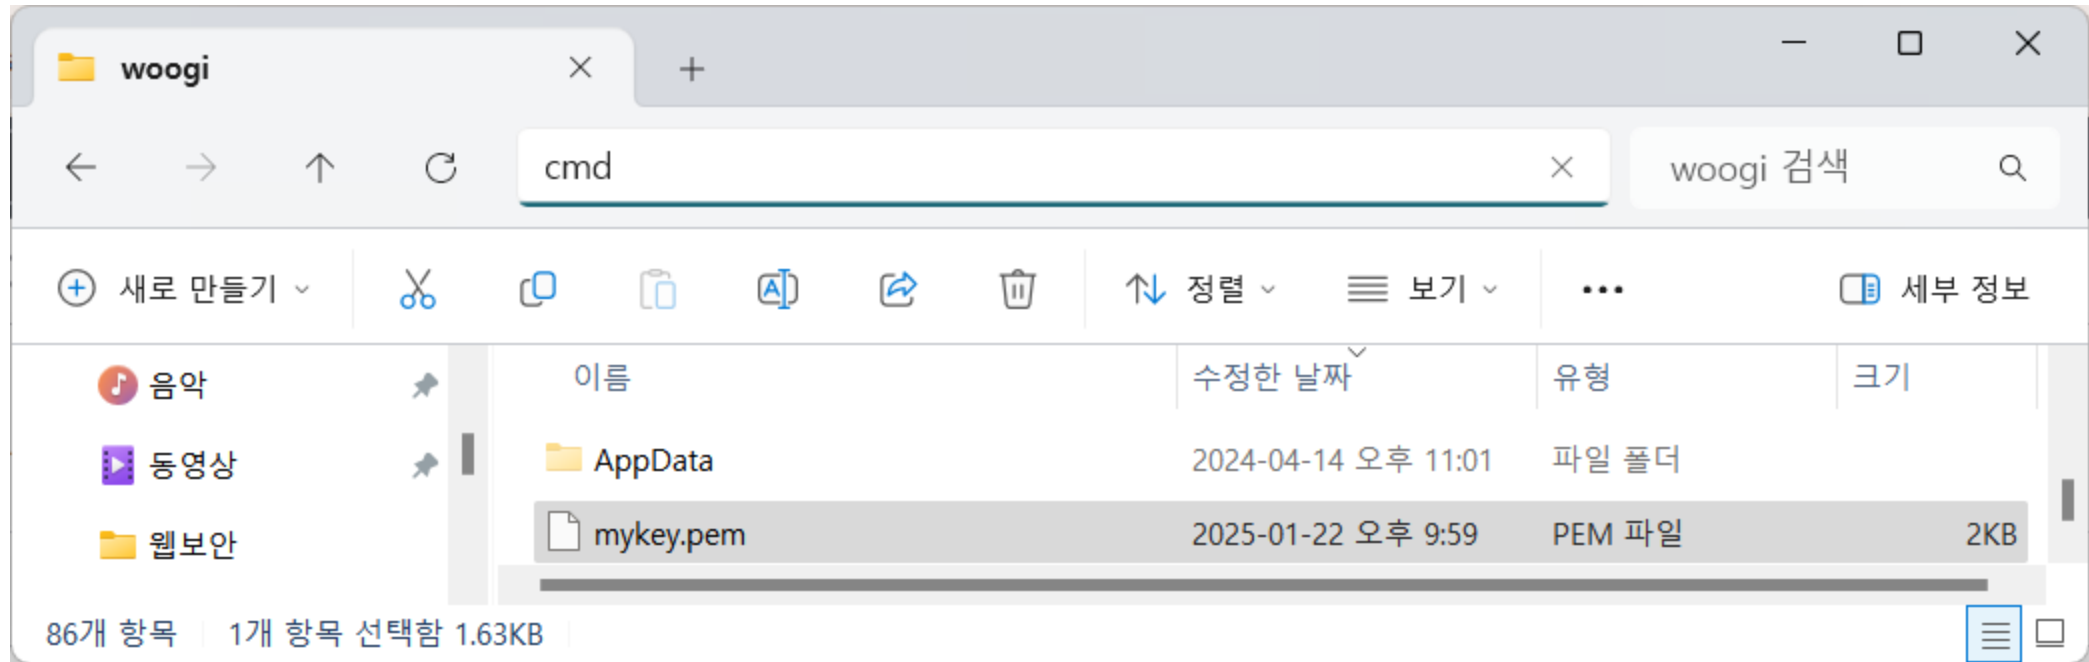 woogi
cmd
woogi 검색
새로 만들기
정렬
보기
세부 정보
음악
동영상
웹보안
이름 수정한 날짜 유형 크기
AppData 2024-04-14 오후 11:01 파일 폴더
mykey.pem 2025-01-22 오후 9:59 PEM 파일 2KB
86개 항목 1개 항목 선택함 1.63KB